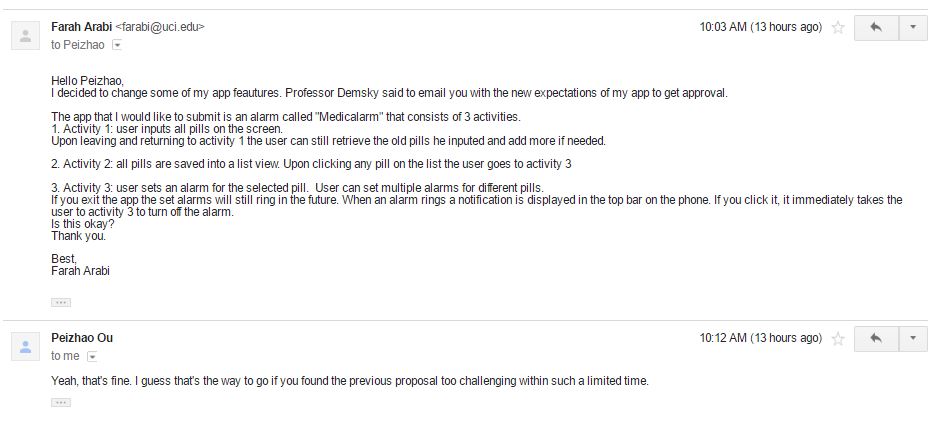 Farah Arabi <farabi@uci.edu> 10:03 AM (13 hours ago)
to Peizhao
Hello Peizhao,
I decided to change some of my app feautures. Professor Demsky said to email you with the new expectations of my app to get approval.
The app that I would like to submit is an alarm called "Medicalarm" that consists of 3 activities.
1. Activity 1: user inputs all pills on the screen.
Upon leaving and returning to activity 1 the user can still retrieve the old pills he inputed and add more if needed.
2. Activity 2: all pills are saved into a list view. Upon clicking any pill on the list the user goes to activity 3
3. Activity 3: user sets an alarm for the selected pill.  User can set multiple alarms for different pills.
If you exit the app the set alarms will still ring in the future. When an alarm rings a notification is displayed in the top bar on the phone. If you click it, it immediately takes the
user to activity 3 to turn off the alarm.
Is this okay?
Thank you.
Best,
Farah Arabi
Peizhao Ou 10:12 AM (13 hours ago)
to me
Yeah, that's fine. I guess that's the way to go if you found the previous proposal too challenging within such a limited time.